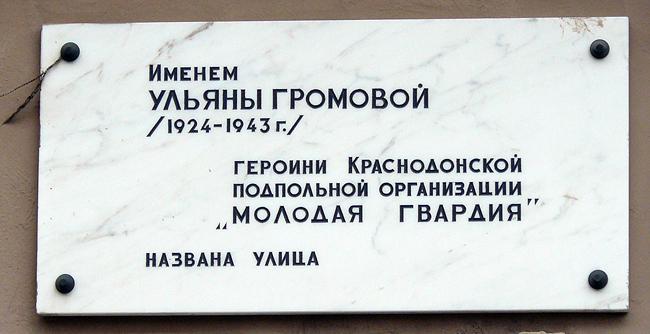 Именем
УЛЬЯНЫ ГРОМОВОЙ
/1924-1943 г./
ГЕРОИНИ КРАСНОДОНСКОЙ
ПОДПОЛЬНОЙ ОРГАНИЗАЦИИ
„МОЛОДАЯ ГВАРДИЯ"
НАЗВАНА УЛИЦА